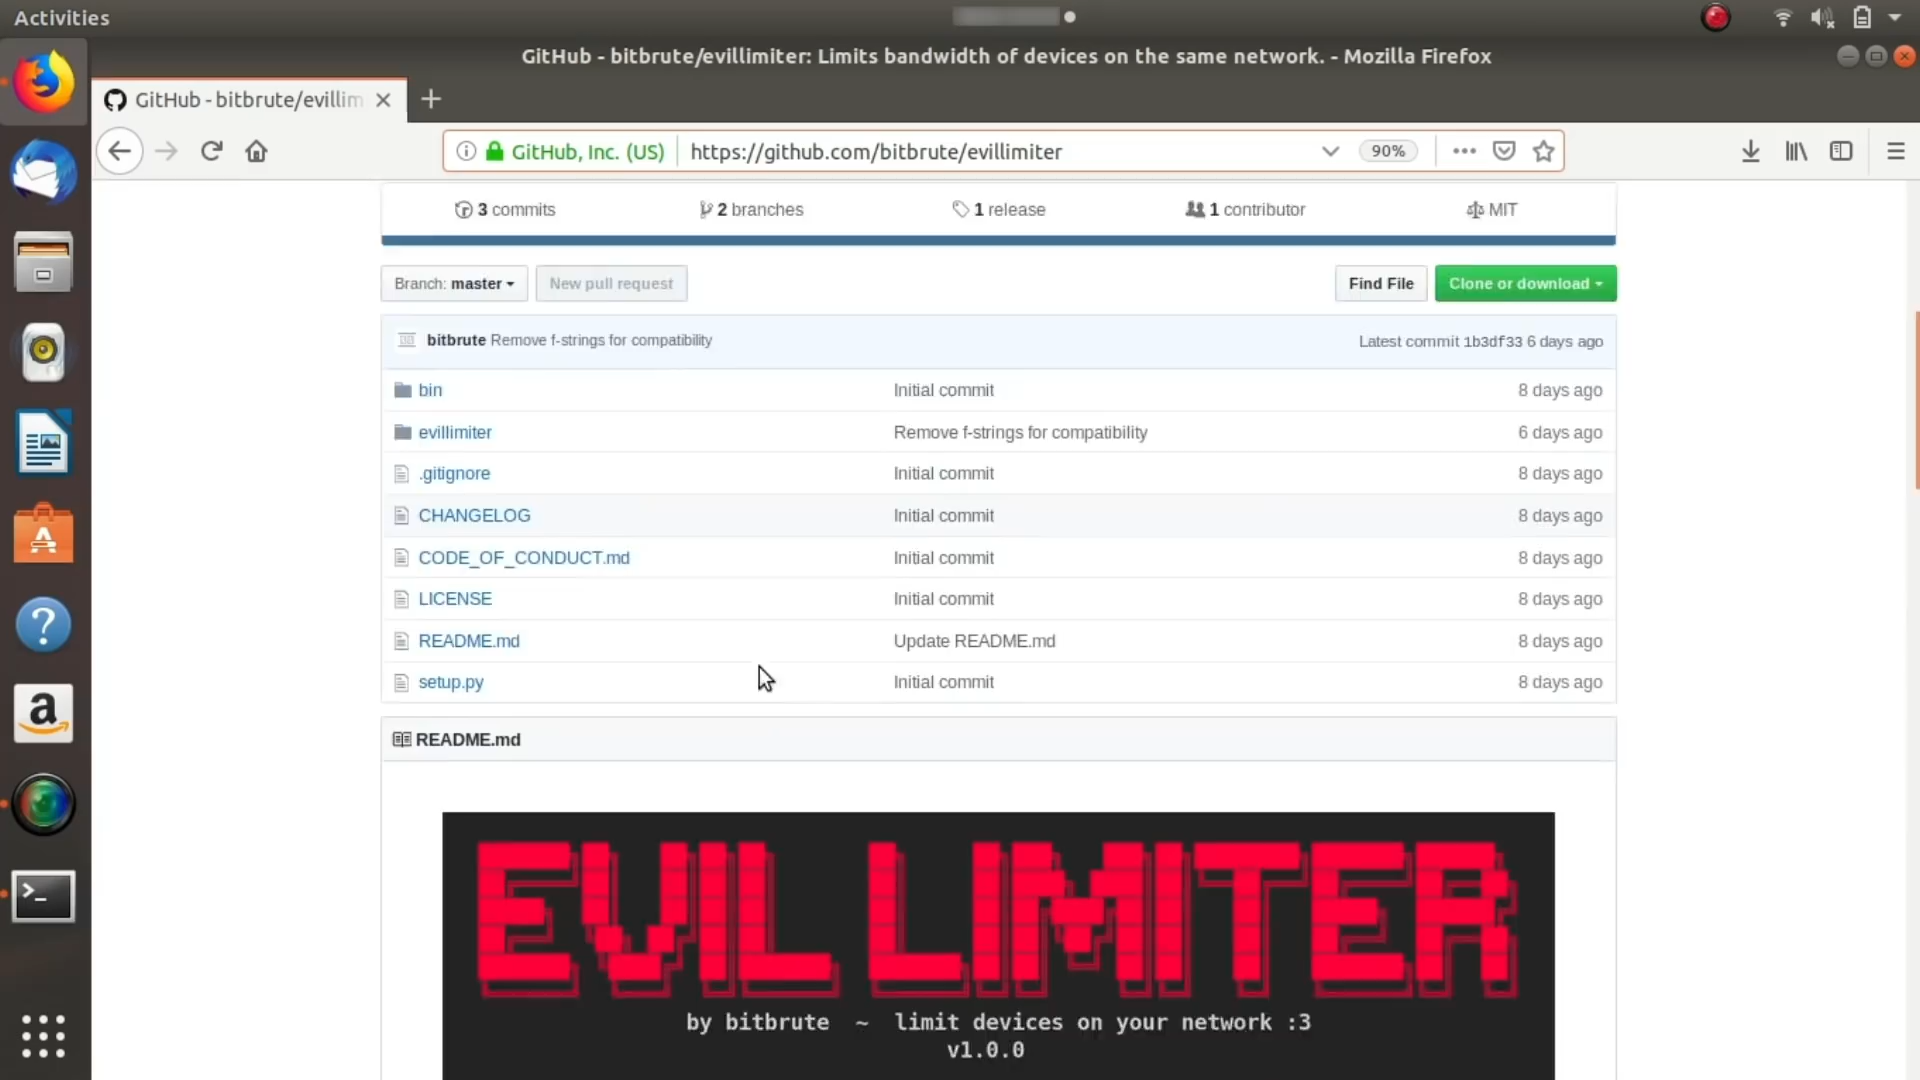 Activities
GitHub - bitbrute/evillimiter: Limits bandwidth of devices on the same network. - Mozilla Firefox
GitHub - bitbrute/evillim
GitHub, Inc. (US)
https://github.com/bitbrute/evillimiter
90%
3 commits
2 branches
1 release
1 contributor
MIT
Branch: master
New pull request
Find File
Clone or download
bitbrute Remove f-strings for compatibility
Latest commit 1b3df33 6 days ago
bin Initial commit 8 days ago
evillimiter Remove f-strings for compatibility 6 days ago
.gitignore Initial commit 8 days ago
CHANGELOG Initial commit 8 days ago
CODE_OF_CONDUCT.md Initial commit 8 days ago
LICENSE Initial commit 8 days ago
README.md Update README.md 8 days ago
setup.py Initial commit 8 days ago
README.md
EVIL LIMITER
by bitbrute ~ limit devices on your network :3
v1.0.0